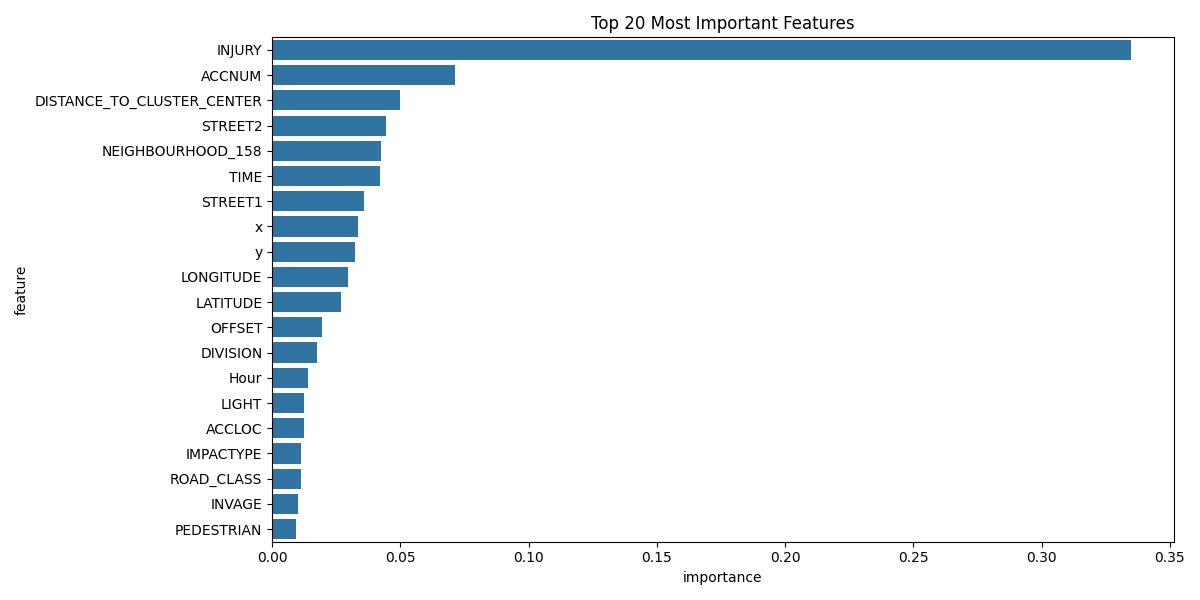 Top 20 Most Important Features
INJURY
ACCNUM
DISTANCE_TO_CLUSTER_CENTER
STREET2
NEIGHBOURHOOD_158
TIME
STREET1
x
y
LONGITUDE
LATITUDE
OFFSET
DIVISION
Hour
LIGHT
ACCLOC
IMPACTYPE
ROAD_CLASS
INVAGE
PEDESTRIAN
feature
0.00 0.05 0.10 0.15 0.20 0.25 0.30 0.35
importance